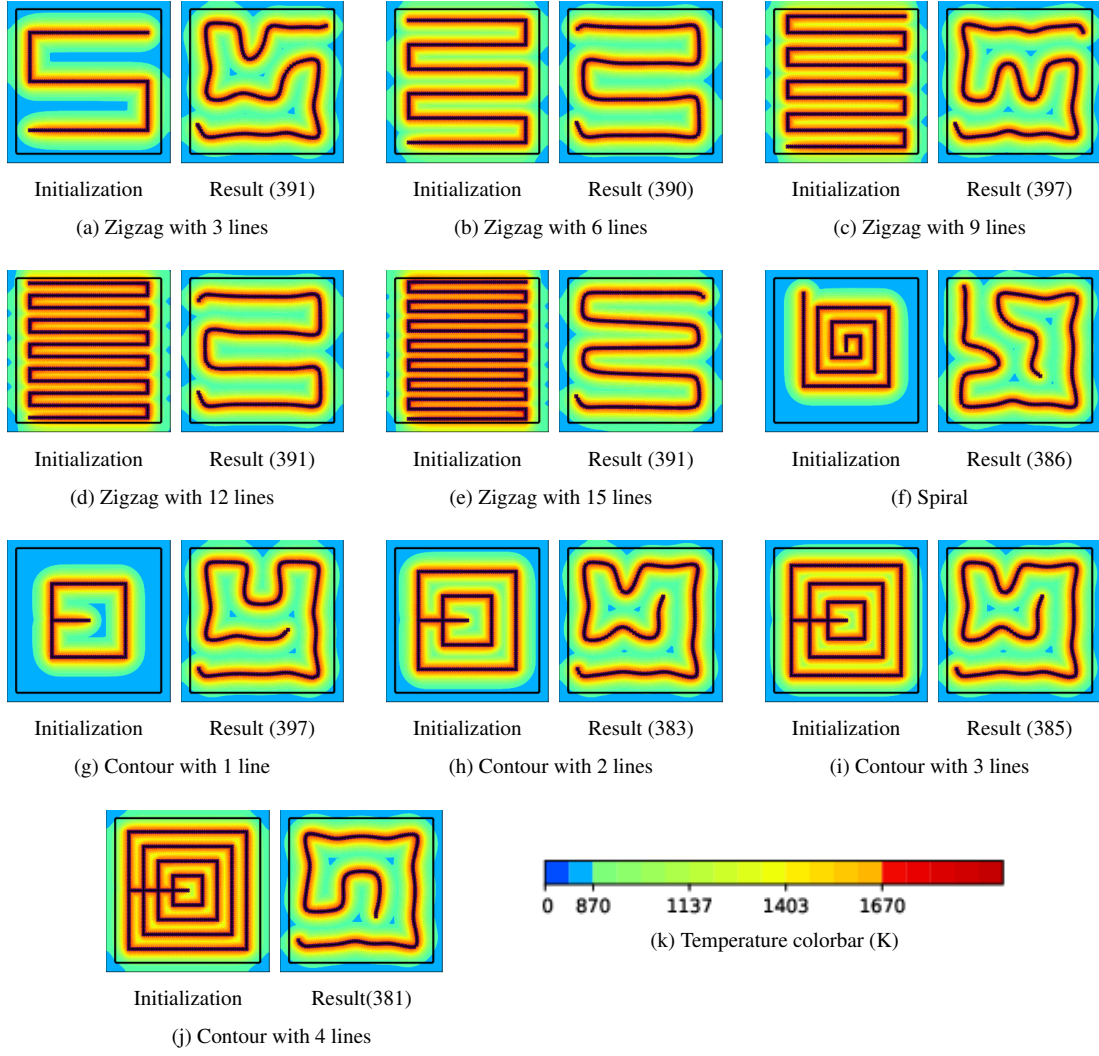 Initialization Result (391) Initialization Result (390) Initialization Result (397)
(a) Zigzag with 3 lines (b) Zigzag with 6 lines (c) Zigzag with 9 lines
Initialization Result (391) Initialization Result (391) Initialization Result (386)
(d) Zigzag with 12 lines (e) Zigzag with 15 lines (f) Spiral
Initialization Result (397) Initialization Result (383) Initialization Result (385)
(g) Contour with 1 line (h) Contour with 2 lines (i) Contour with 3 lines
0 870 1137 1403 1670
(k) Temperature colorbar (K)
Initialization Result(381)
(j) Contour with 4 lines